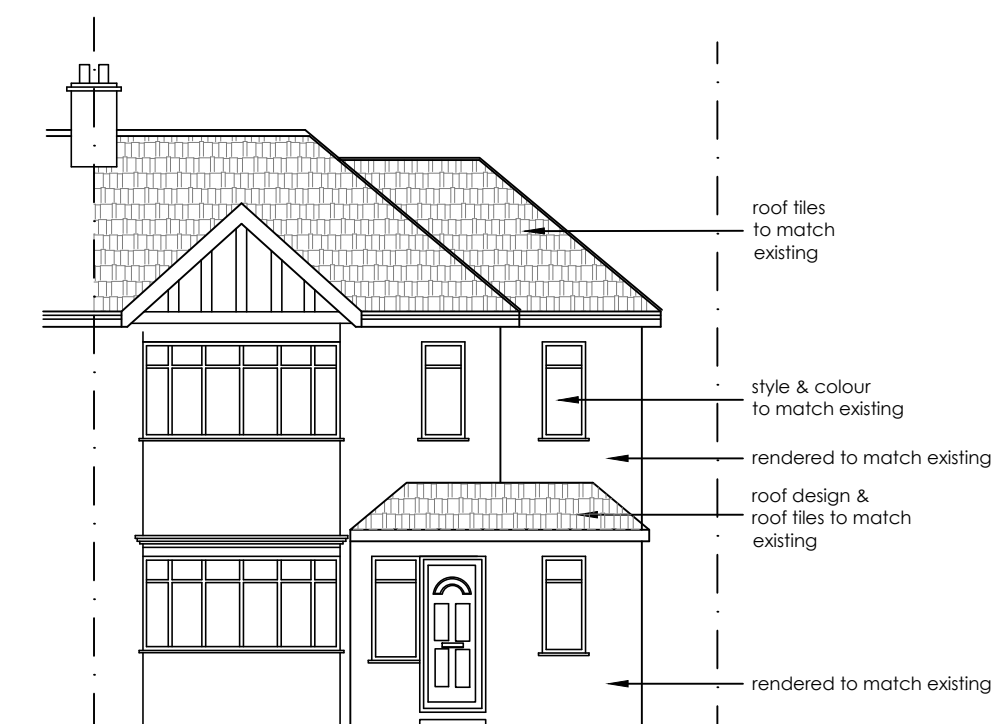 roof tiles
to match
existing
style & colour
to match existing
rendered to match existing
roof design &
roof tiles to match
existing
rendered to match existing